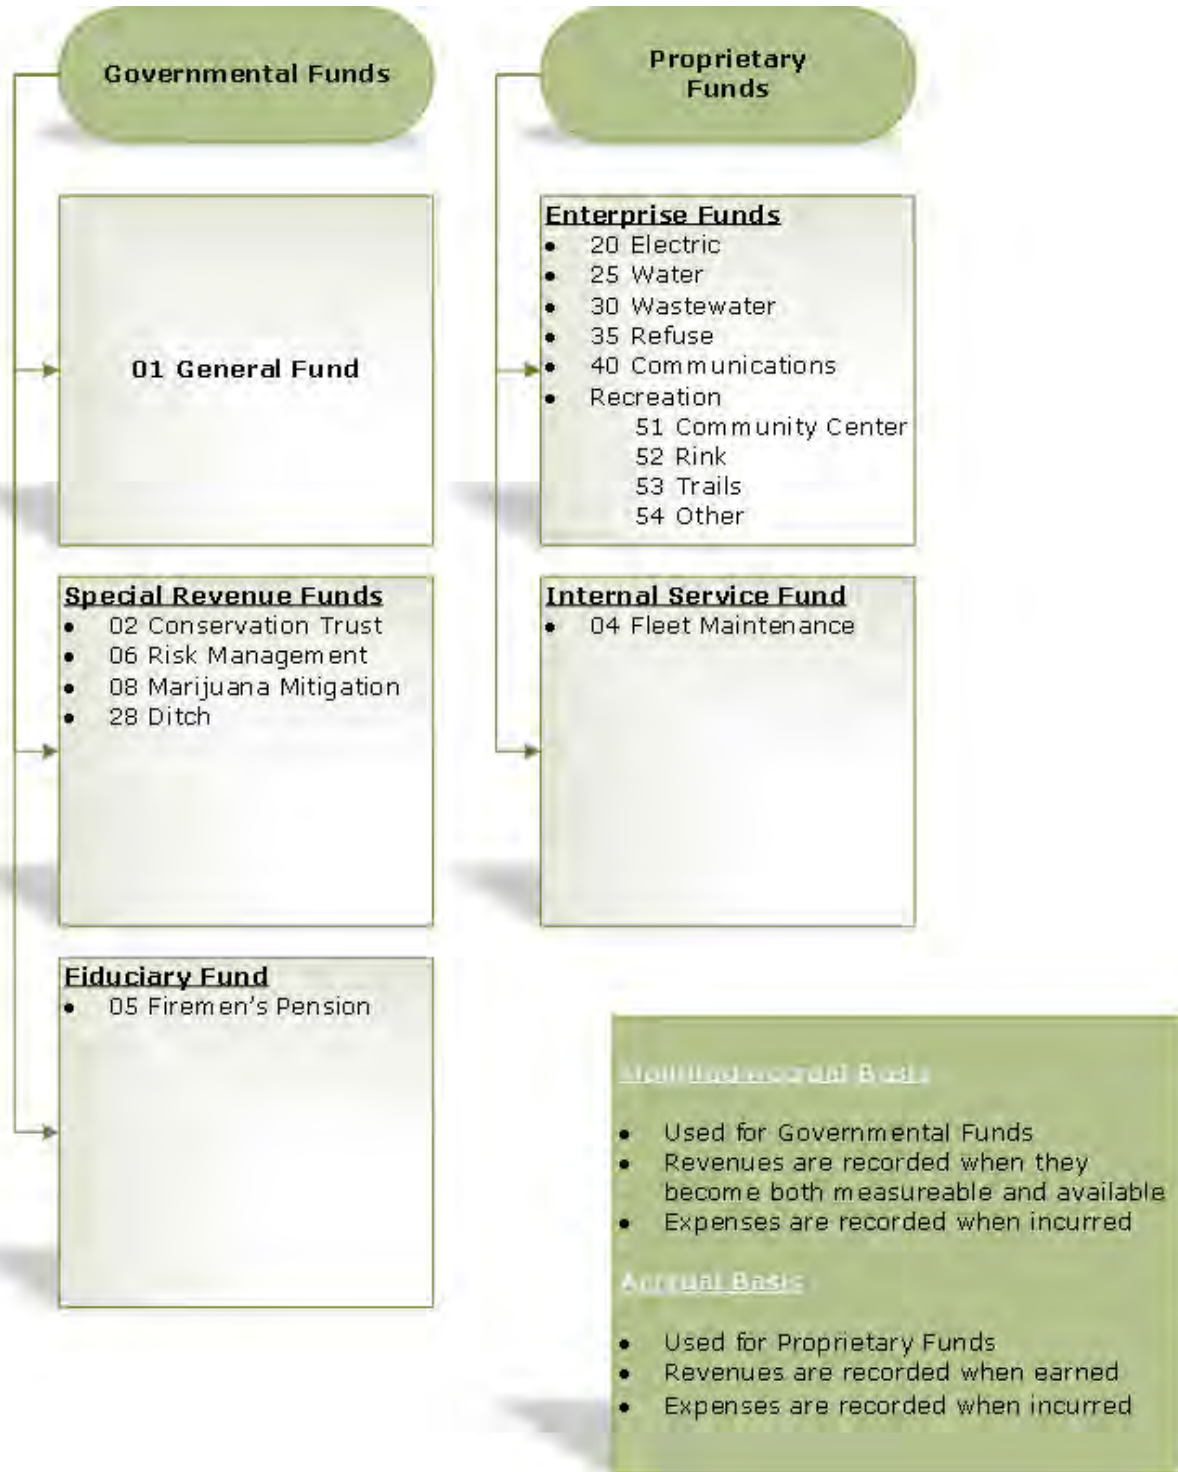 Governmental Funds
01 General Fund
Special Revenue Funds
• 02 Conservation Trust
• 06 Risk Management
• 08 Marijuana Mitigation
• 28 Ditch
Fiduciary Fund
• 05 Firemen's Pension
Proprietary
Funds
Enterprise Funds
• 20 Electric
• 25 Water
• 30 Wastewater
• 35 Refuse
• 40 Communications
• Recreation
51 Community Center
52 Rink
53 Trails
54 Other
Internal Service Fund
• 04 Fleet Maintenance
Accrual Basis
• Used for Governmental Funds
• Revenues are recorded when they
become both measureable and available
• Expenses are recorded when incurred
Accrual Basis
• Used for Proprietary Funds
• Revenues are recorded when earned
• Expenses are recorded when incurred